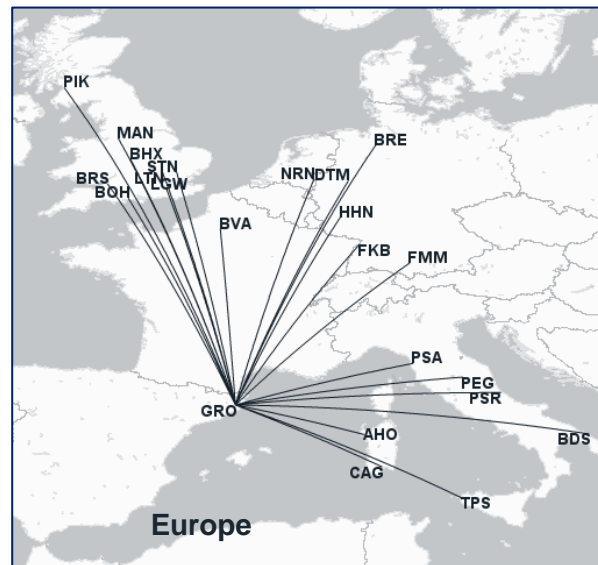 PIK
MAN
BHX
STN
BRS
LTN
BOH
LGW
BRE
NRN
DTM
HHN
BVA
FKB
FMM
PSA
PEG
PSR
GRO
AHO
BDS
CAG
TPS
Europe